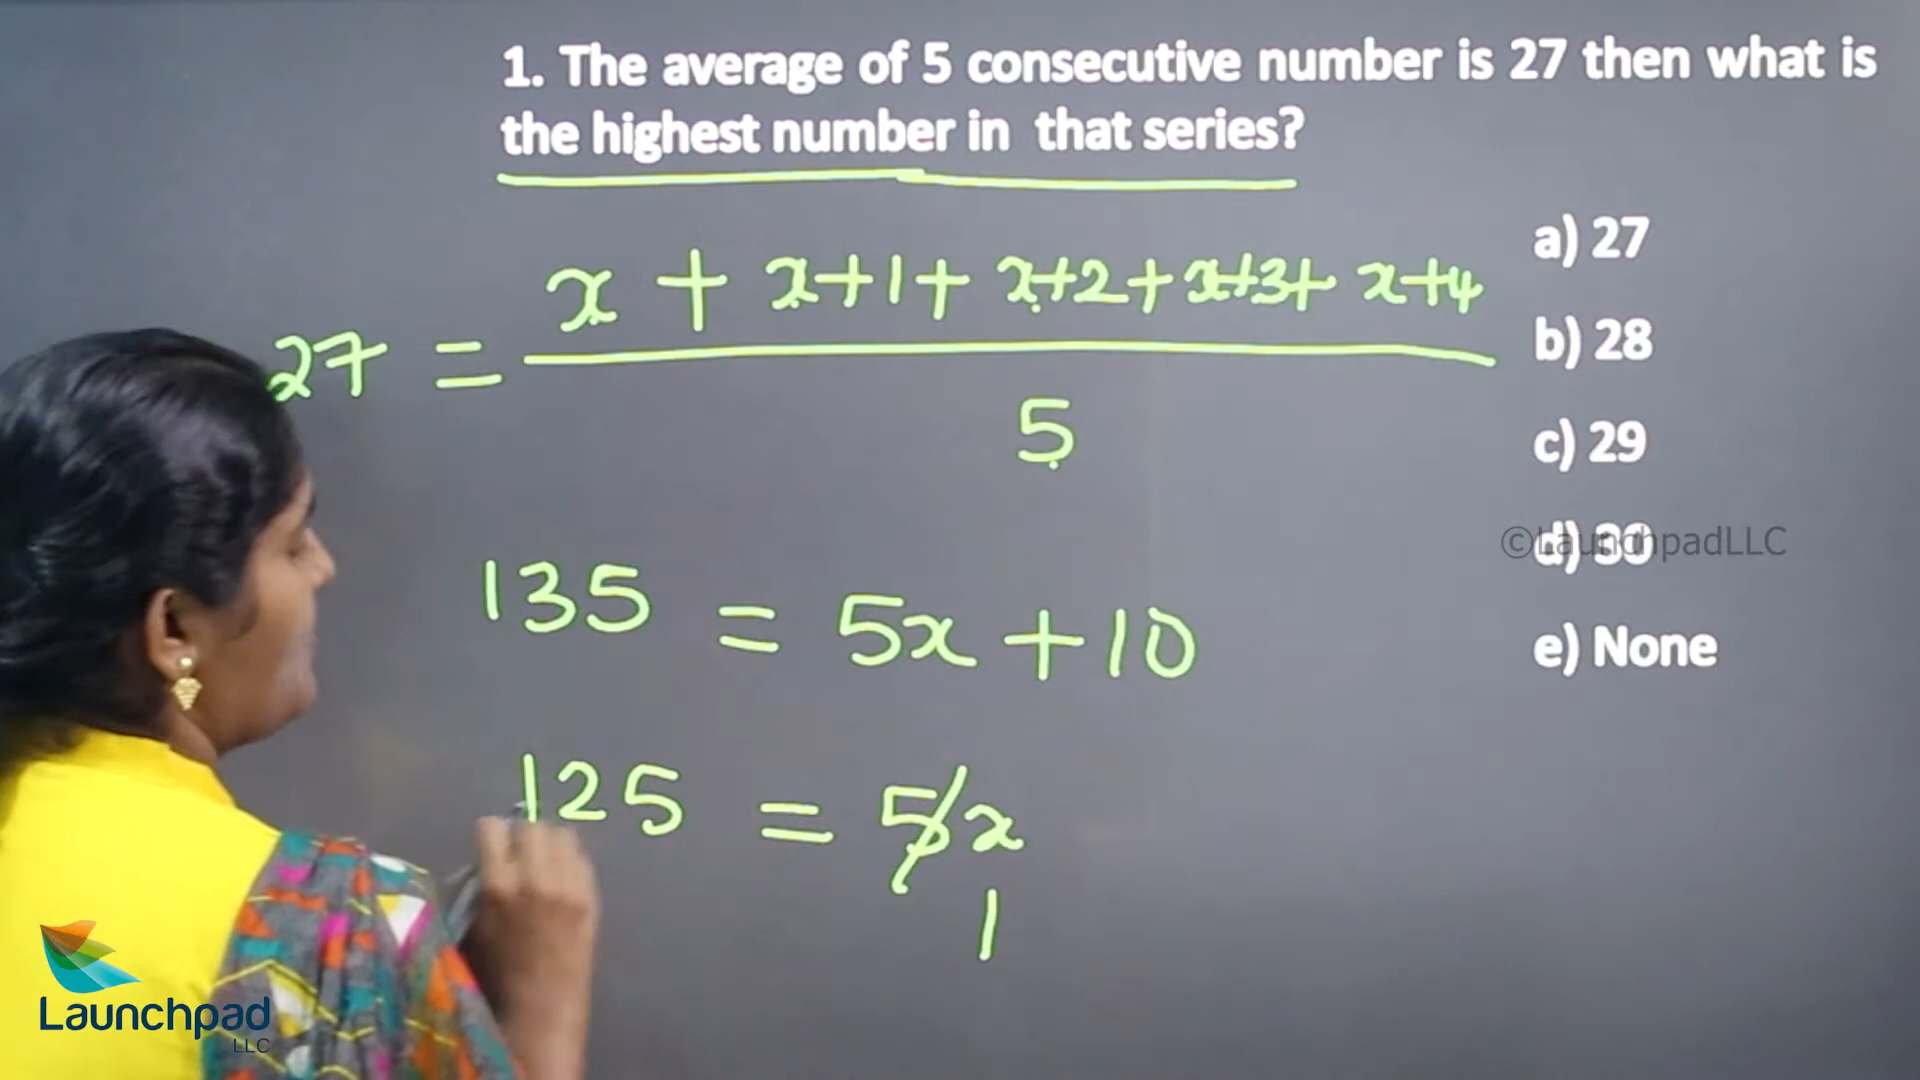 1. The average of 5 consecutive number is 27 then what is
the highest number in that series?
27 = x + x+1 + x+2 + x+3 + x+4
5
135 = 5x + 10
125 = 5x
1
a) 27
b) 28
c) 29
d) 30
e) None
©LaunchpadLLC
Launchpad
LLC